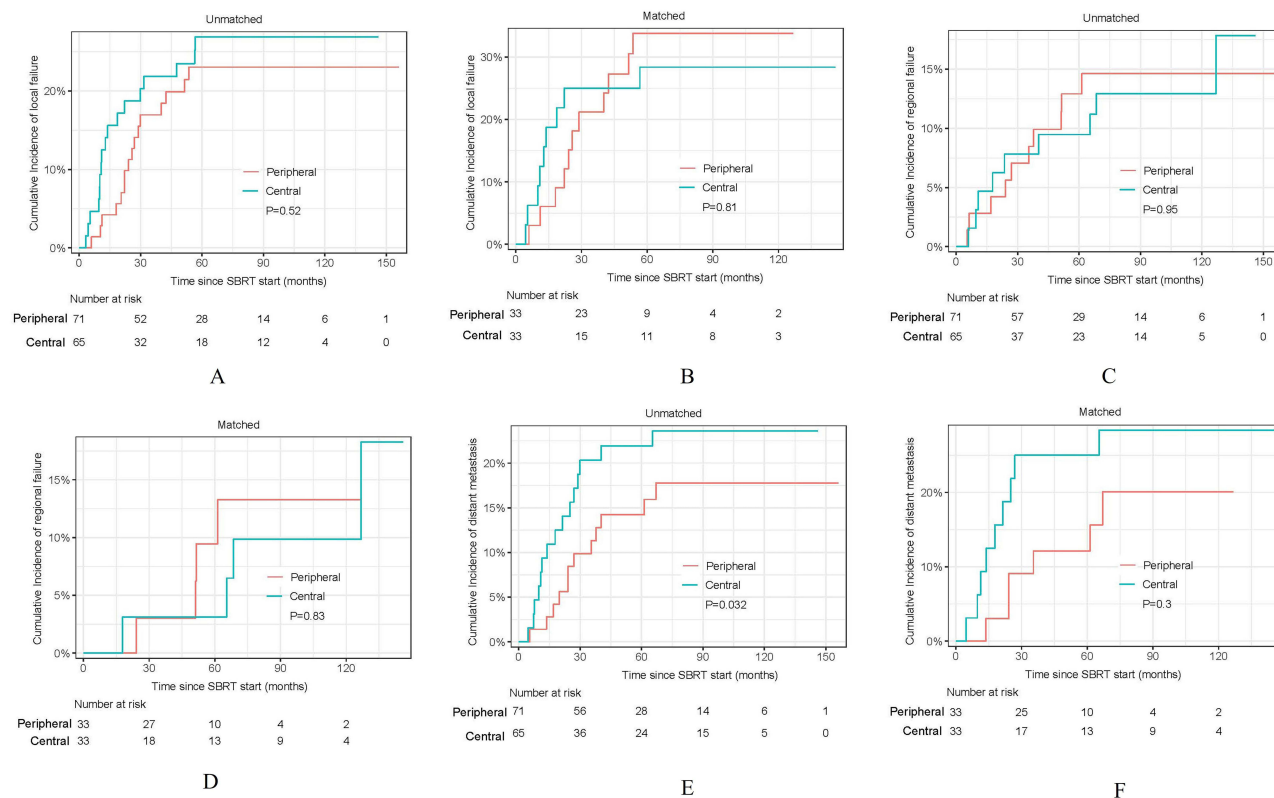 Unmatched
Cumulative Incidence of local failure
20%
10%
0%
Peripheral
Central
P=0.52
0 30 60 90 120 150
Time since SBRT start (months)
Number at risk
Peripheral 71 52 28 14 6 1
Central 65 32 18 12 4 0
A
Matched
Cumulative Incidence of local failure
30%
20%
10%
0%
Peripheral
Central
P=0.81
0 30 60 90 120
Time since SBRT start (months)
Number at risk
Peripheral 33 23 9 4 2
Central 33 15 11 8 3
B
Unmatched
Cumulative Incidence of regional failure
15%
10%
5%
0%
Peripheral
Central
P=0.95
0 30 60 90 120 150
Time since SBRT start (months)
Number at risk
Peripheral 71 57 29 14 6 1
Central 65 37 23 14 5 0
C
Matched
Cumulative Incidence of regional failure
15%
10%
5%
0%
Peripheral
Central
P=0.83
0 30 60 90 120
Time since SBRT start (months)
Number at risk
Peripheral 33 27 10 4 2
Central 33 18 13 9 4
D
Unmatched
Cumulative Incidence of distant metastasis
20%
15%
10%
5%
0%
Peripheral
Central
P=0.032
0 30 60 90 120 150
Time since SBRT start (months)
Number at risk
Peripheral 71 56 28 14 6 1
Central 65 36 24 15 5 0
E
Matched
Cumulative Incidence of distant metastasis
20%
10%
0%
Peripheral
Central
P=0.3
0 30 60 90 120
Time since SBRT start (months)
Number at risk
Peripheral 33 25 10 4 2
Central 33 17 13 9 4
F